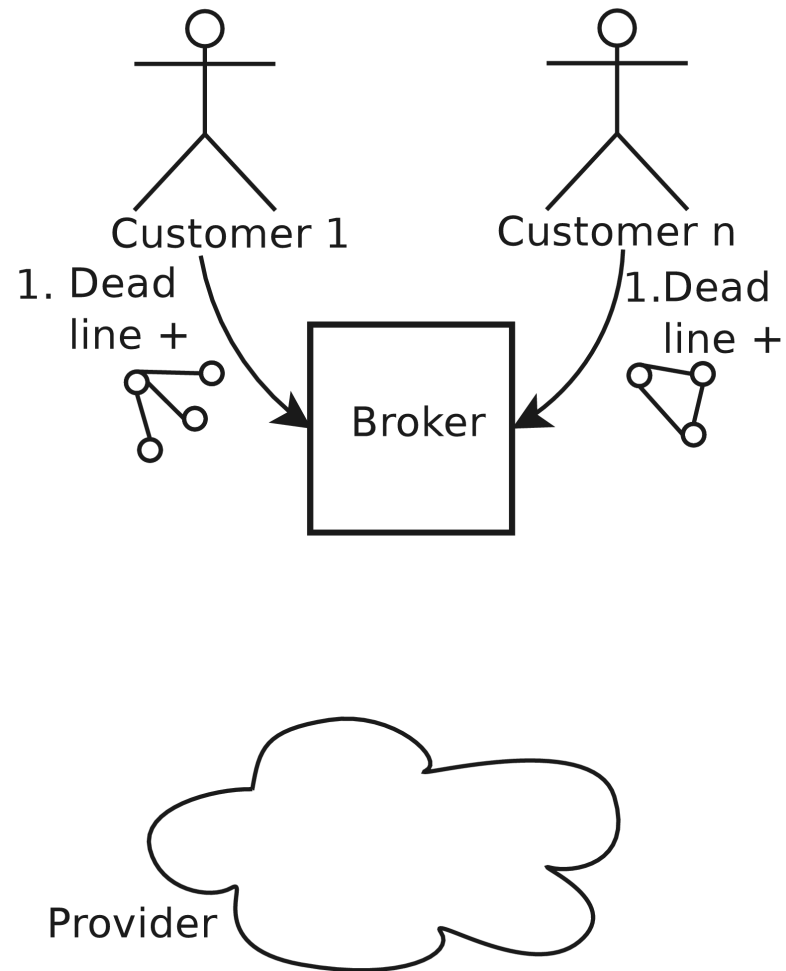 Customer 1
Customer n
1. Dead
line +
1.Dead
line +
Broker
Provider